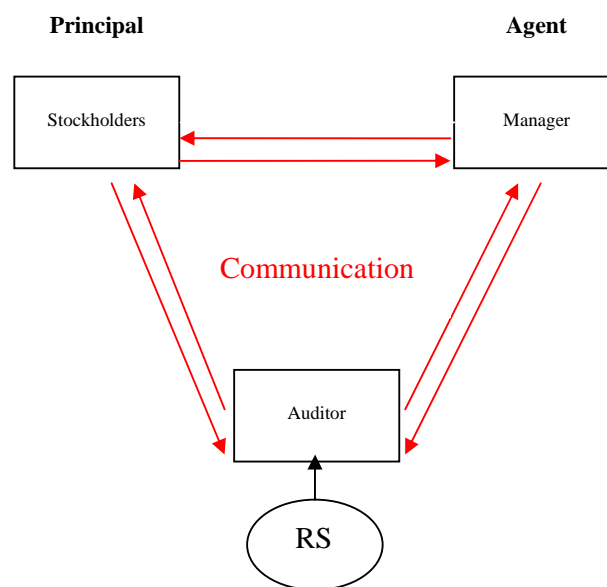 Principal
Agent
Stockholders
Manager
Communication
Auditor
RS